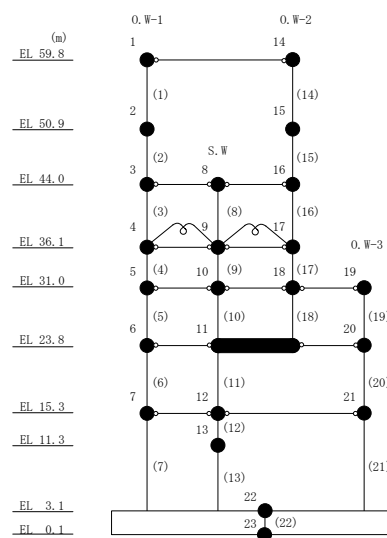 O.W-1 O.W-2
(m)
EL 59.8 1 14
(1) (14)
EL 50.9 2 15
(2) S.W (15)
EL 44.0 3 8 16
(3) (8) (16)
EL 36.1 4 9 17 O.W-3
(4) (9) (17)
EL 31.0 5 10 18 19
(5) (10) (18) (19)
EL 23.8 6 11 20
(6) (11) (20)
EL 15.3 7 12 21
(12)
EL 11.3 13
(7) (13) (21)
EL 3.1 22
(22)
EL 0.1 23